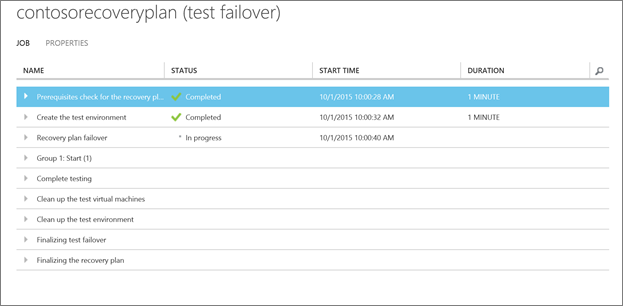 contosorecoveryplan (test failover)
JOB PROPERTIES
NAME STATUS START TIME DURATION
Prerequisites check for the recovery pl... Completed 10/1/2015 10:00:28 AM 1 MINUTE
Create the test environment Completed 10/1/2015 10:00:32 AM 1 MINUTE
Recovery plan failover In progress 10/1/2015 10:00:40 AM
Group 1: Start (1)
Complete testing
Clean up the test virtual machines
Clean up the test environment
Finalizing test failover
Finalizing the recovery plan